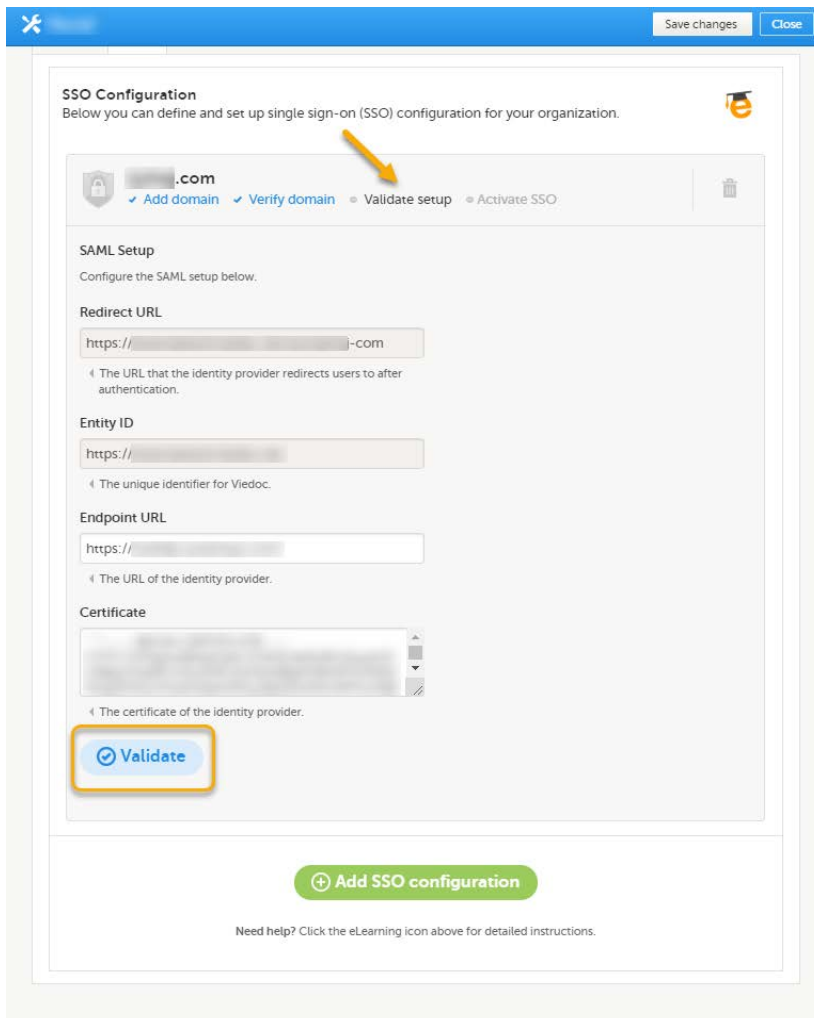 Save changes
Close
SSO Configuration
Below you can define and set up single sign-on (SSO) configuration for your organization.
e
.com
Add domain Verify domain Validate setup Activate SSO
SAML Setup
Configure the SAML setup below.
Redirect URL
https:// -com
The URL that the identity provider redirects users to after
authentication.
Entity ID
https://
The unique identifier for Viedoc.
Endpoint URL
https://
The URL of the identity provider.
Certificate
The certificate of the identity provider.
Validate
Add SSO configuration
Need help? Click the eLearning icon above for detailed instructions.